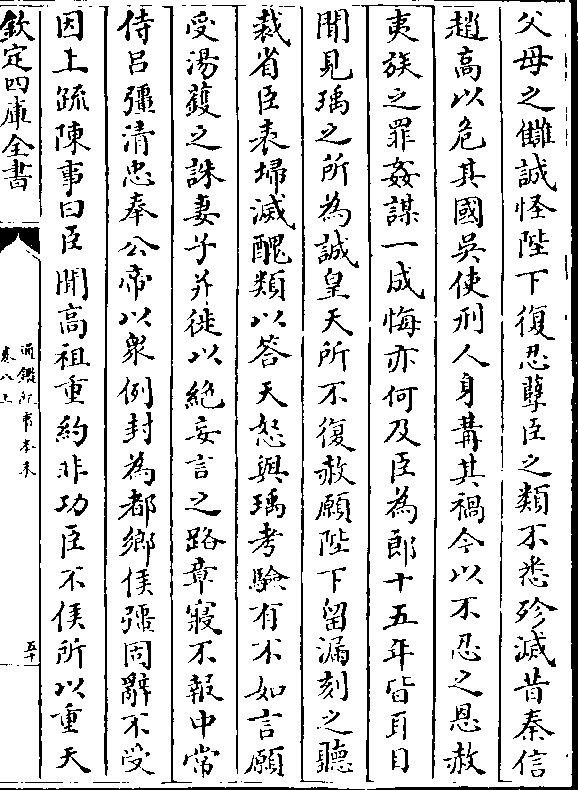 父母之讎誠怪陛下復忍孽臣之類不悉殄滅昔秦信
趙髙以危其國吳使刑人身遘其禍今以不忍之恩赦
夷族之罪姦謀一成悔亦何及臣為郎十五年皆耳目
聞見瑀之所為誠皇天所不復赦願陛下留漏刻之聽
裁省臣表埽滅醜類以答天怒與瑀考驗有不如言願
受湯鑊之誅妻子并徙以絶妄言之路章寢不報中常
侍吕彊清忠奉公帝以衆例封為都鄉侯彊固辭不受
因上疏陳事曰臣聞高祖重約非功臣不侯所以重天
欽定四庫全書
通鑑紀事本末
卷八上
五十